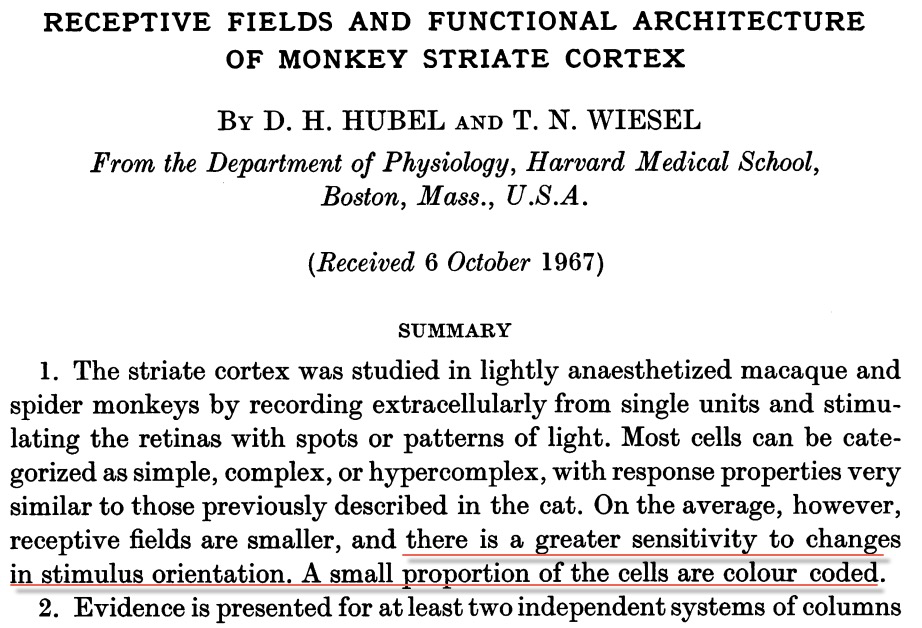 RECEPTIVE FIELDS AND FUNCTIONAL ARCHITECTURE
OF MONKEY STRIATE CORTEX
By D. H. HUBEL AND T. N. WIESEL
From the Department of Physiology, Harvard Medical School,
Boston, Mass., U.S.A.
(Received 6 October 1967)
SUMMARY
1. The striate cortex was studied in lightly anaesthetized macaque and
spider monkeys by recording extracellularly from single units and stimu-
lating the retinas with spots or patterns of light. Most cells can be cate-
gorized as simple, complex, or hypercomplex, with response properties very
similar to those previously described in the cat. On the average, however,
receptive fields are smaller, and there is a greater sensitivity to changes
in stimulus orientation. A small proportion of the cells are colour coded.
2. Evidence is presented for at least two independent systems of columns